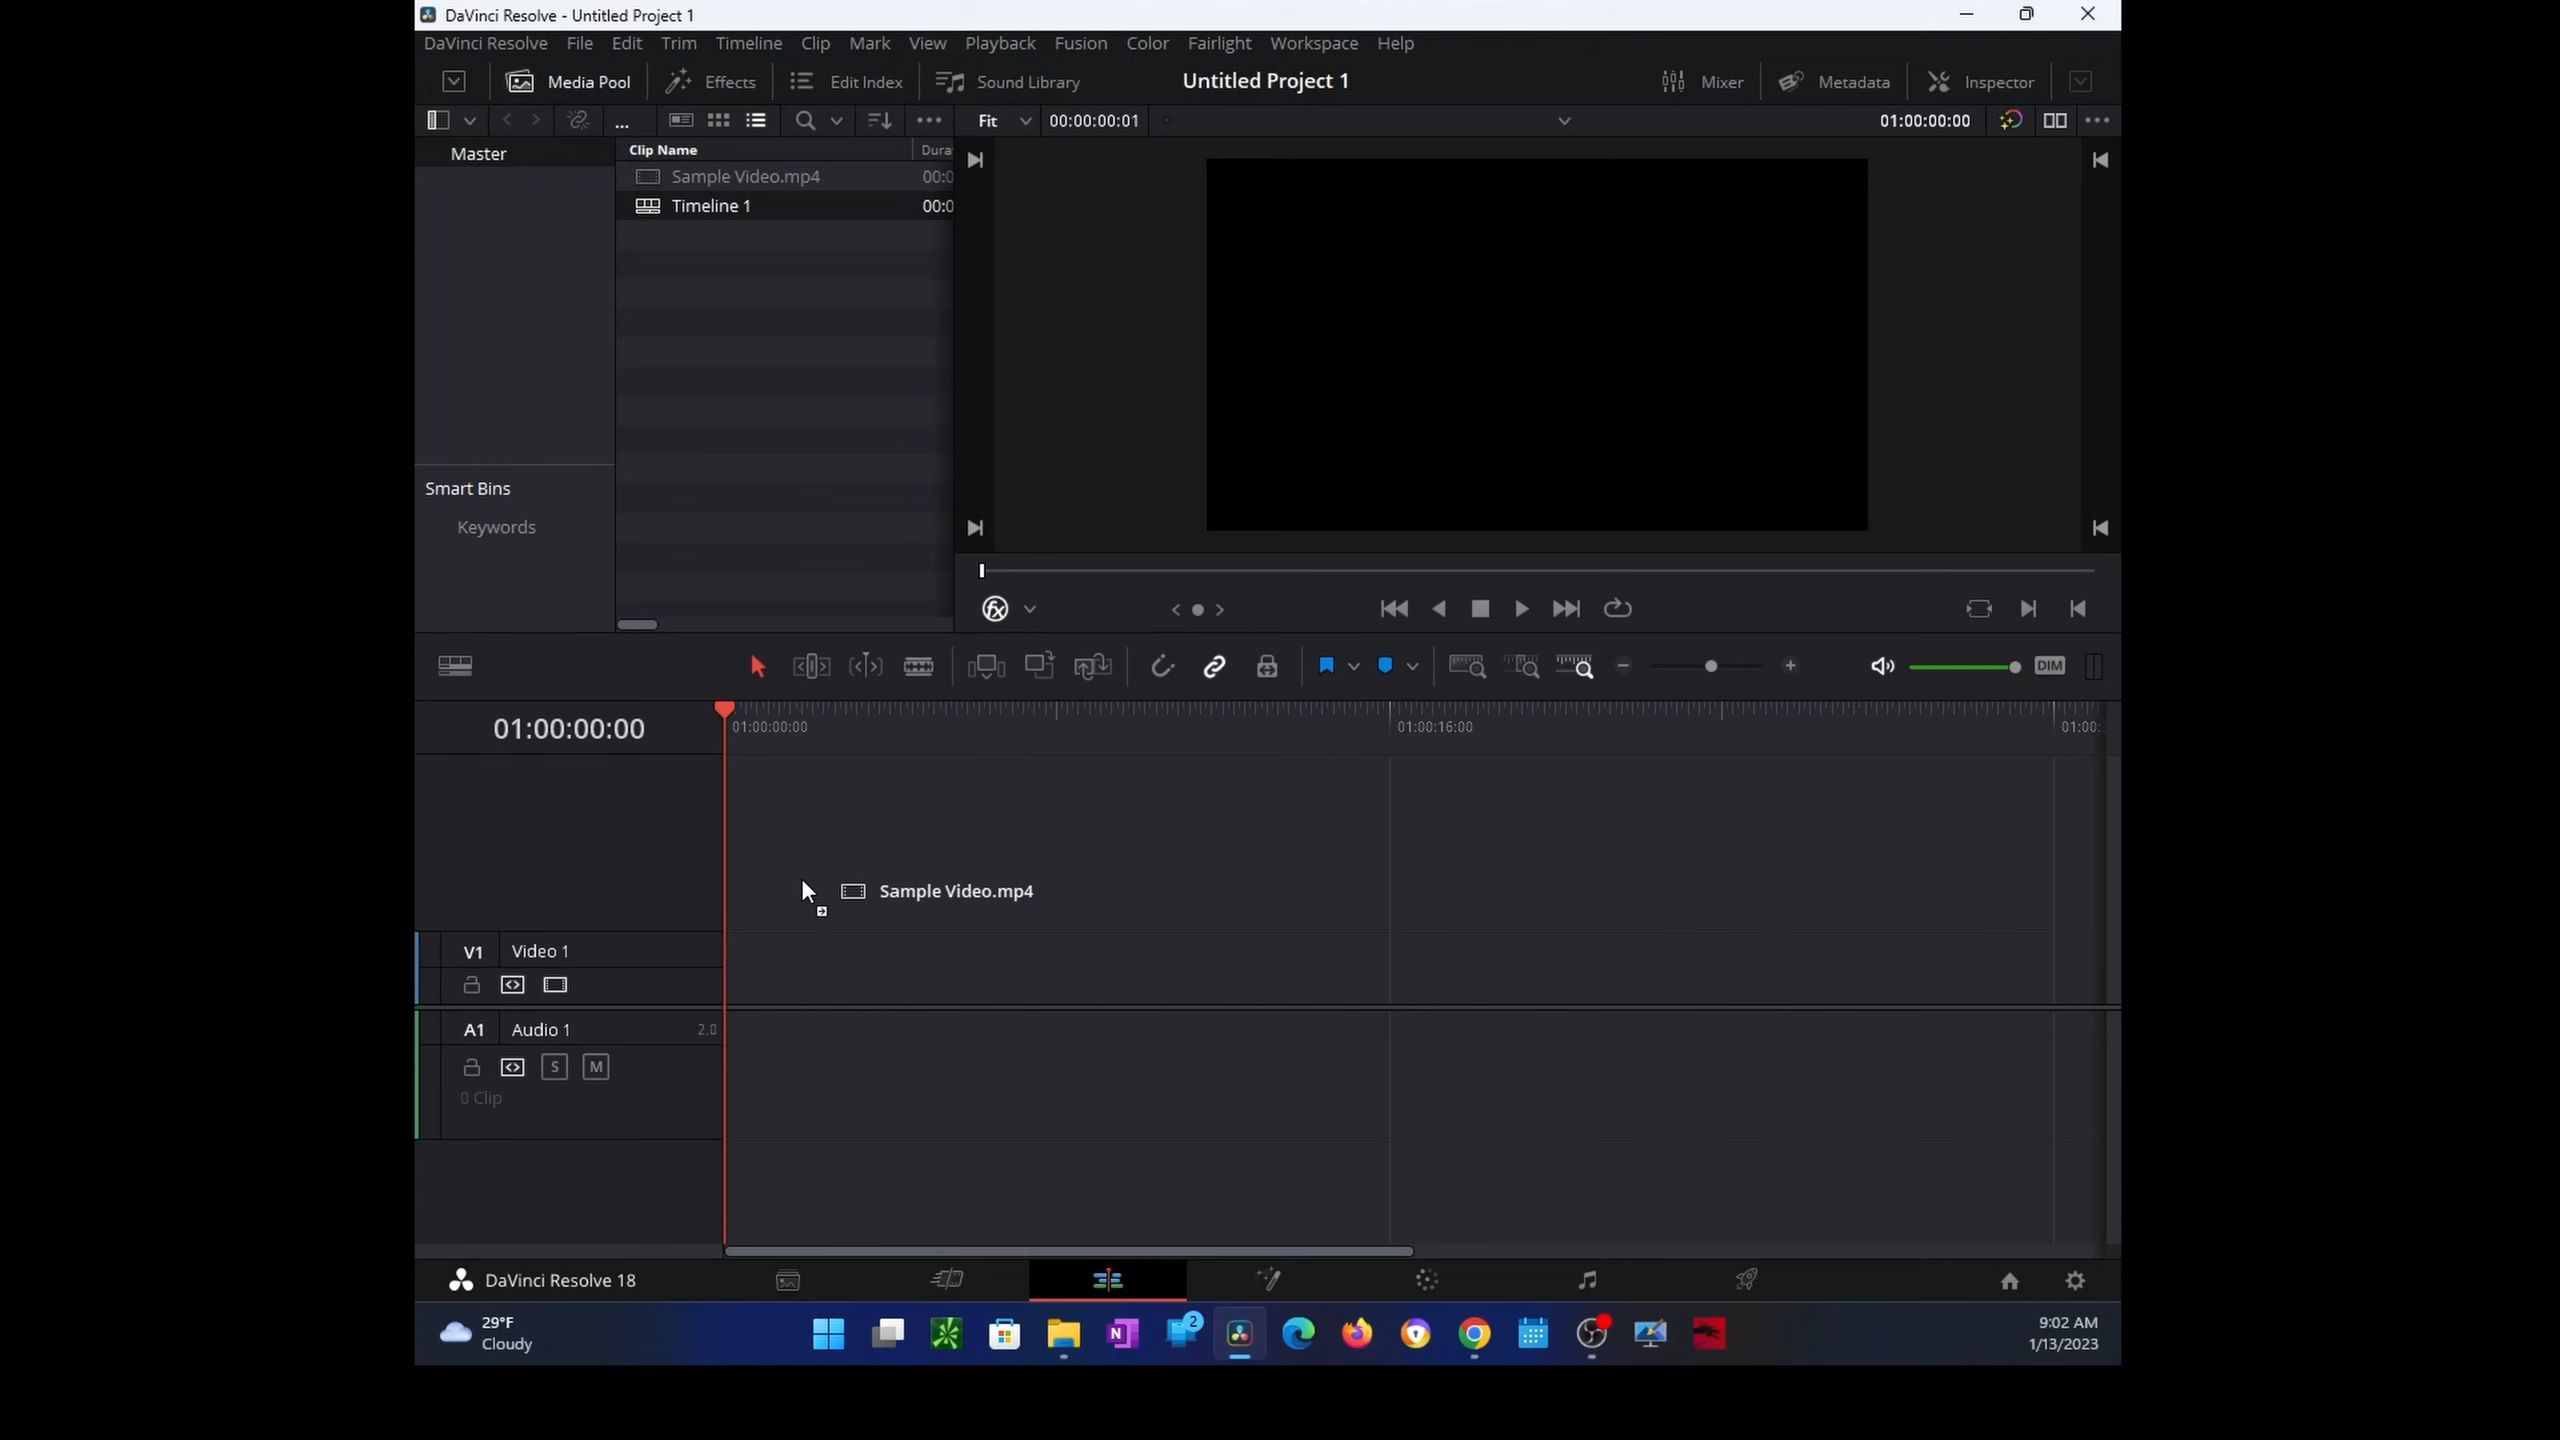 DaVinci Resolve - Untitled Project 1
DaVinci Resolve File Edit Trim Timeline Clip Mark View Playback Fusion Color Fairlight Workspace Help
Media Pool Effects Edit Index Sound Library Untitled Project 1 Mixer Metadata Inspector
... Fit 00:00:00:01 01:00:00:00
Master
Clip Name Dura
Sample Video.mp4 00:0
Timeline 1 00:0
Smart Bins
Keywords
DIM
01:00:00:00
01:00:00:00 01:00:16:00 01:00:
Sample Video.mp4
V1 Video 1
A1 Audio 1 2.0
S M
0 Clip
DaVinci Resolve 18
29°F
Cloudy
N
2
9:02 AM
1/13/2023